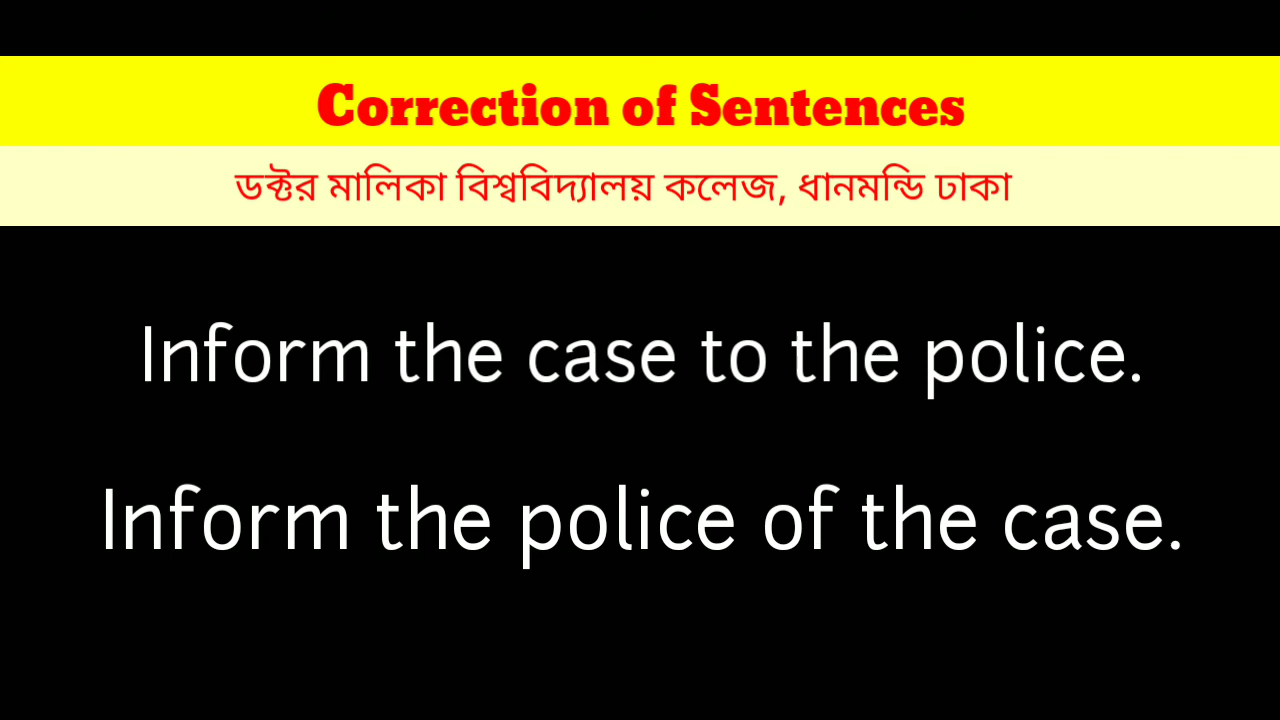 Correction of Sentences
ডক্টর মালিকা বিশ্ববিদ্যালয় কলেজ, ধানমন্ডি ঢাকা
Inform the case to the police.
Inform the police of the case.